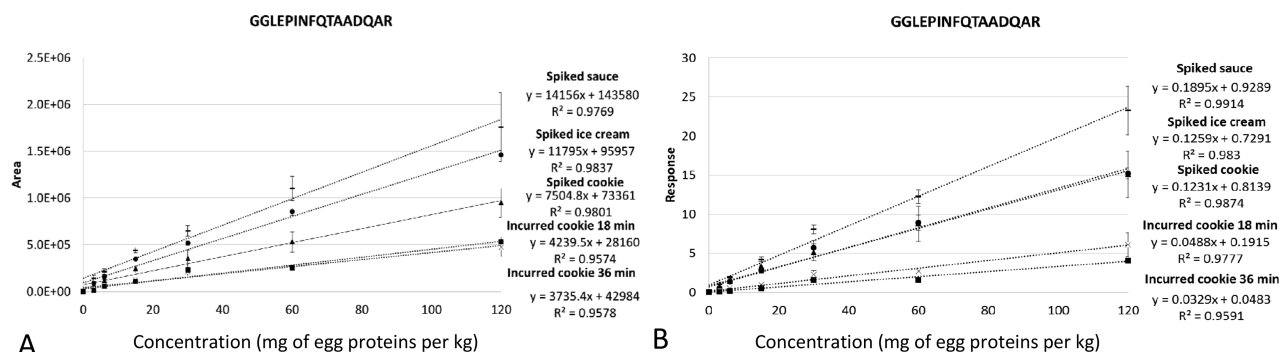 GGLEPINFQTAADQAR
2.5E+06
2.0E+06
1.5E+06
1.0E+06
5.0E+05
0.0E+00
Area
0 20 40 60 80 100 120
Spiked sauce
y = 14156x + 143580
R² = 0.9769
Spiked ice cream
y = 11795x + 95957
R² = 0.9837
Spiked cookie
y = 7504.8x + 73361
R² = 0.9801
Incurred cookie 18 min
y = 4239.5x + 28160
R² = 0.9574
Incurred cookie 36 min
y = 3735.4x + 42984
R² = 0.9578
A
Concentration (mg of egg proteins per kg)
GGLEPINFQTAADQAR
30
25
20
15
10
5
0
Response
0 20 40 60 80 100 120
Spiked sauce
y = 0.1895x + 0.9289
R² = 0.9914
Spiked ice cream
y = 0.1259x + 0.7291
R² = 0.983
Spiked cookie
y = 0.1231x + 0.8139
R² = 0.9874
Incurred cookie 18 min
y = 0.0488x + 0.1915
R² = 0.9777
Incurred cookie 36 min
y = 0.0329x + 0.0483
R² = 0.9591
B
Concentration (mg of egg proteins per kg)